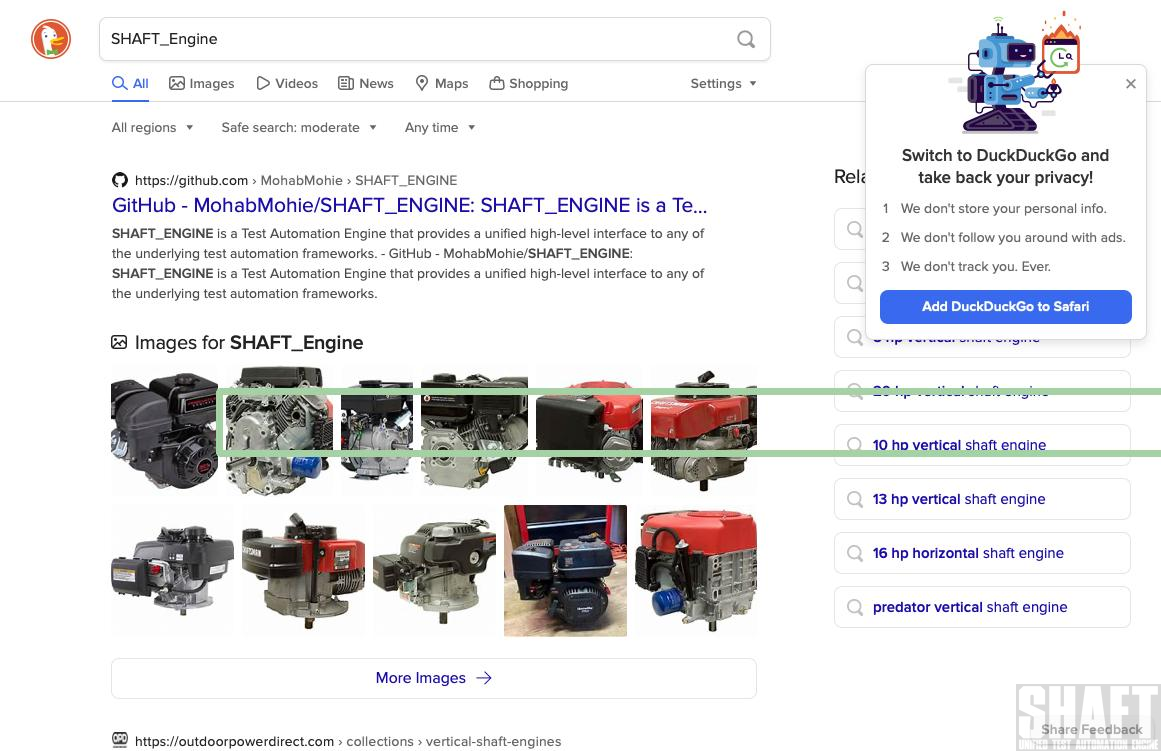 SHAFT_Engine
All
Images
Videos
News
Maps
Shopping
Settings
All regions
Safe search: moderate
Any time
https://github.com › MohabMohie › SHAFT_ENGINE
GitHub - MohabMohie/SHAFT_ENGINE: SHAFT_ENGINE is a Te...
SHAFT_ENGINE is a Test Automation Engine that provides a unified high-level interface to any of
the underlying test automation frameworks. - GitHub - MohabMohie/SHAFT_ENGINE:
SHAFT_ENGINE is a Test Automation Engine that provides a unified high-level interface to any of
the underlying test automation frameworks.
Images for SHAFT_Engine
More Images
https://outdoorpowerdirect.com › collections › vertical-shaft-engines
Switch to DuckDuckGo and
take back your privacy!
1 We don't store your personal info.
2 We don't follow you around with ads.
3 We don't track you. Ever.
Add DuckDuckGo to Safari
Rela
vertical shaft engine
shaft engine
10 hp vertical shaft engine
13 hp vertical shaft engine
16 hp horizontal shaft engine
predator vertical shaft engine
SHAFT
Share Feedback